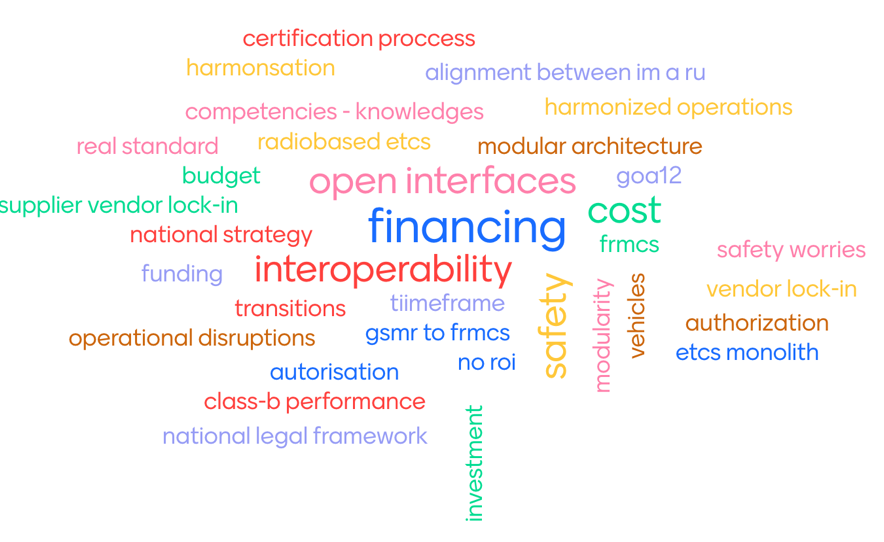 certification proccess
harmonsation
alignment between im a ru
competencies - knowledges
harmonized operations
real standard
radiobased etcs
modular architecture
budget
open interfaces
goa12
supplier vendor lock-in
financing
cost
national strategy
frmcs
safety worries
funding
interoperability
safety
modularity
vehicles
vendor lock-in
transitions
tiimeframe
authorization
operational disruptions
gsmr to frmcs
etcs monolith
no roi
autorisation
class-b performance
national legal framework
investment